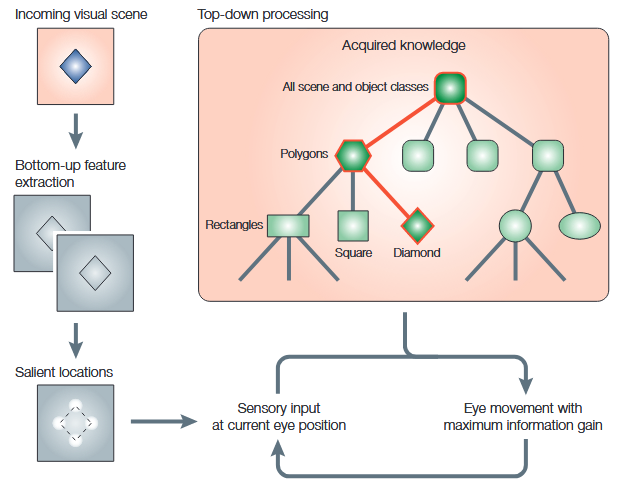 Incoming visual scene
Top-down processing
Acquired knowledge
All scene and object classes
Polygons
Bottom-up feature
extraction
Rectangles
Square
Diamond
Salient locations
Sensory input
at current eye position
Eye movement with
maximum information gain